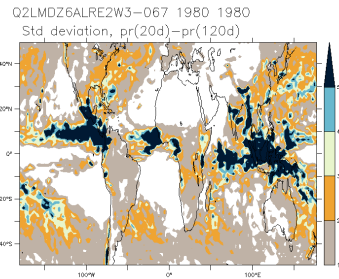 Q2LMDZ6ALRE2W3-067 1980 1980
Std deviation, pr(20d)-pr(120d)
40°N
20°N
0°
20°S
40°S
100°W
0°
100°E
5
4
3
2
1